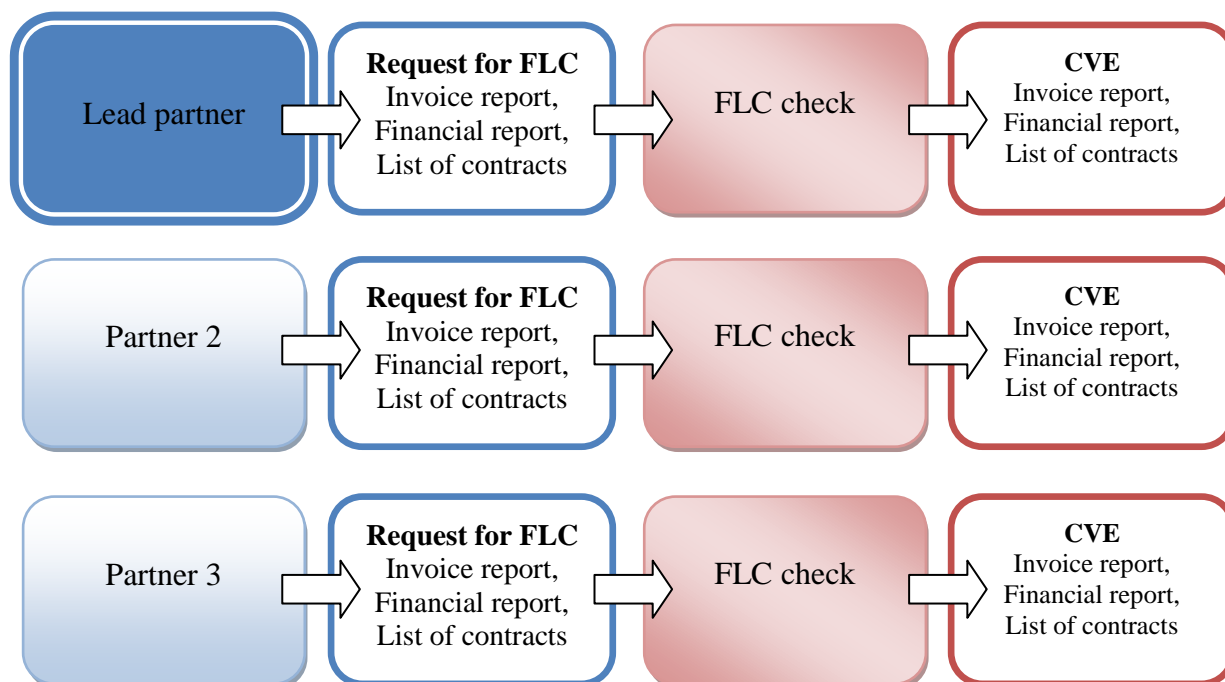 Lead partner
Request for FLC
Invoice report,
Financial report,
List of contracts
FLC check
CVE
Invoice report,
Financial report,
List of contracts
Partner 2
Request for FLC
Invoice report,
Financial report,
List of contracts
FLC check
CVE
Invoice report,
Financial report,
List of contracts
Partner 3
Request for FLC
Invoice report,
Financial report,
List of contracts
FLC check
CVE
Invoice report,
Financial report,
List of contracts